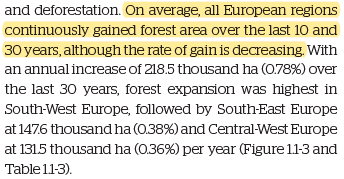 and deforestation. On average, all European regions
continuously gained forest area over the last 10 and
30 years, although the rate of gain is decreasing. With
an annual increase of 218.5 thousand ha (0.78%) over
the last 30 years, forest expansion was highest in
South-West Europe, followed by South-East Europe
at 147.6 thousand ha (0.38%) and Central-West Europe
at 131.5 thousand ha (0.36%) per year (Figure 1.1-3 and
Table 1.1-3).